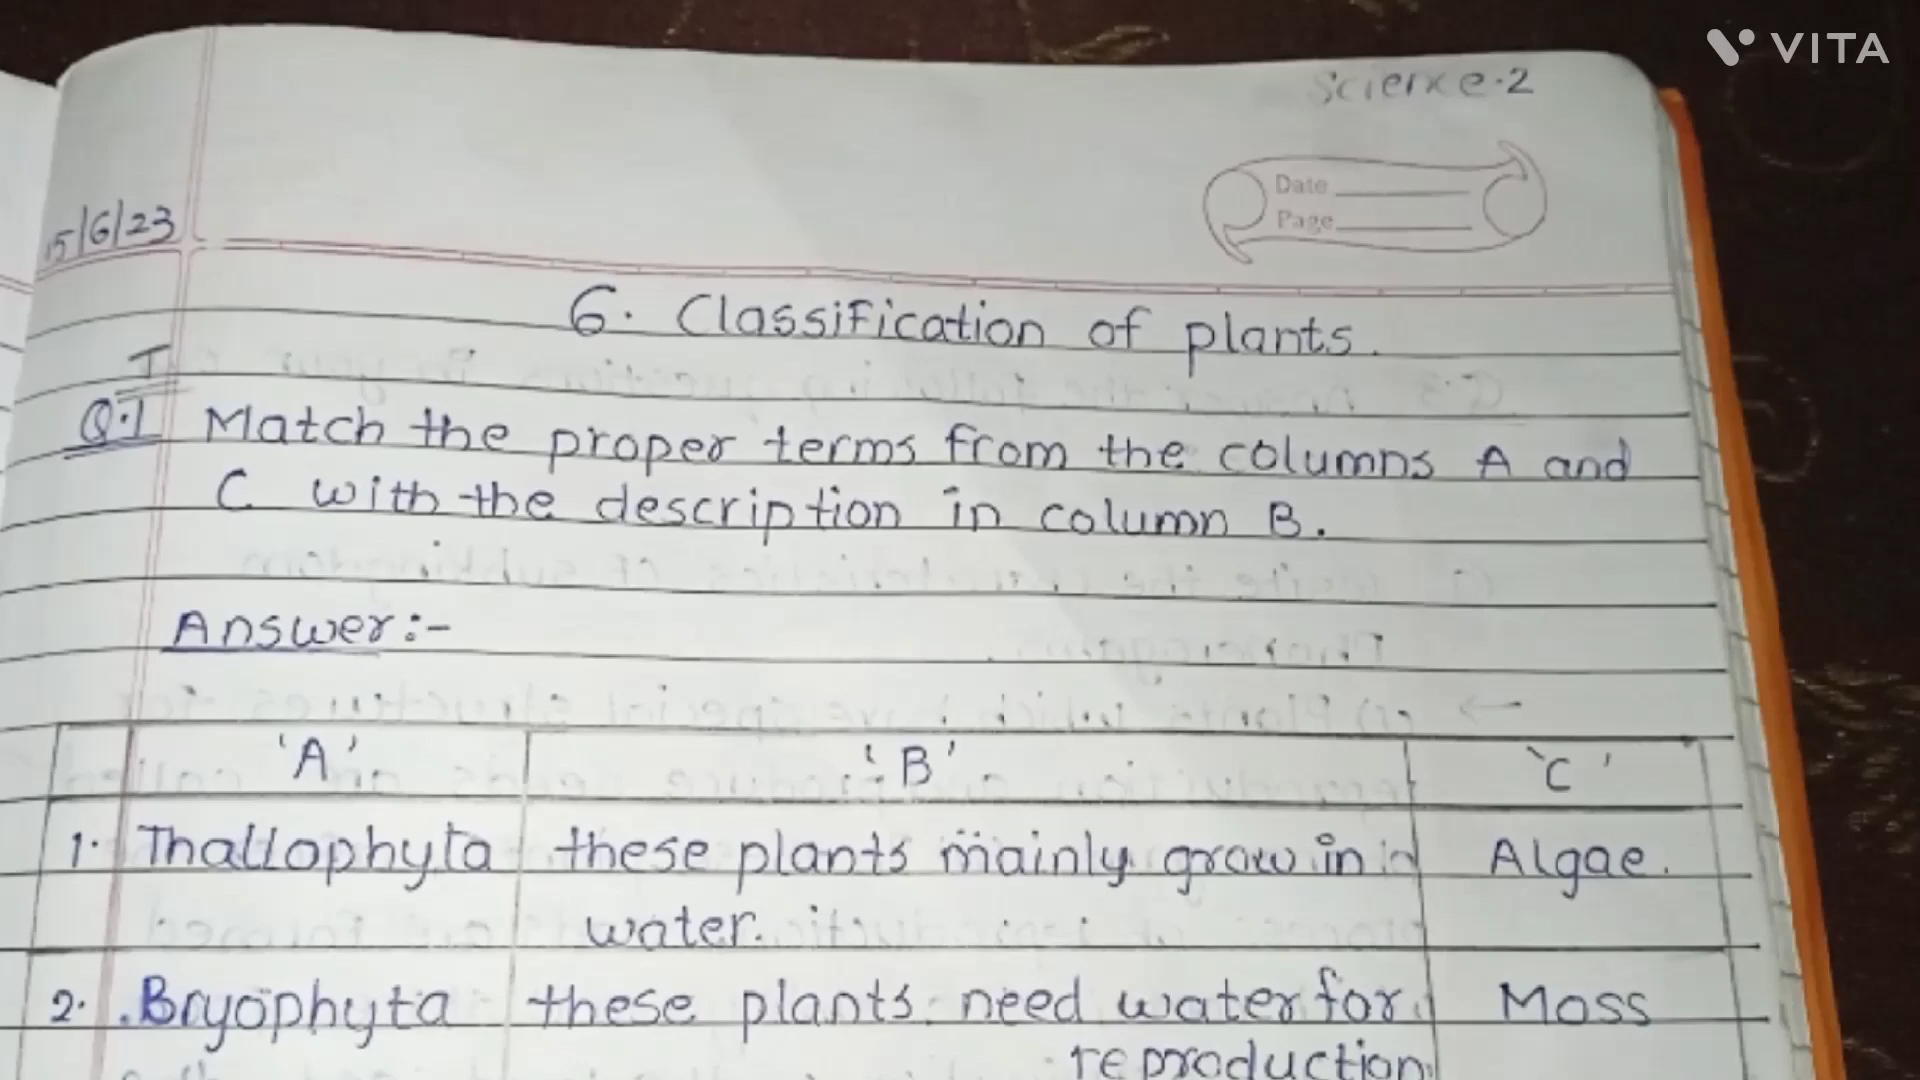 VITA
Science.2
Date
Page
15/6/23
6. Classification of plants.
I
Q.1 Match the proper terms from the columns A and
C with the description in column B.
Answer:-
'A' 'B' 'C'
1. Thallophyta these plants mainly grow in Algae.
water.
2. Bryophyta these plants need water for Moss
reproduction